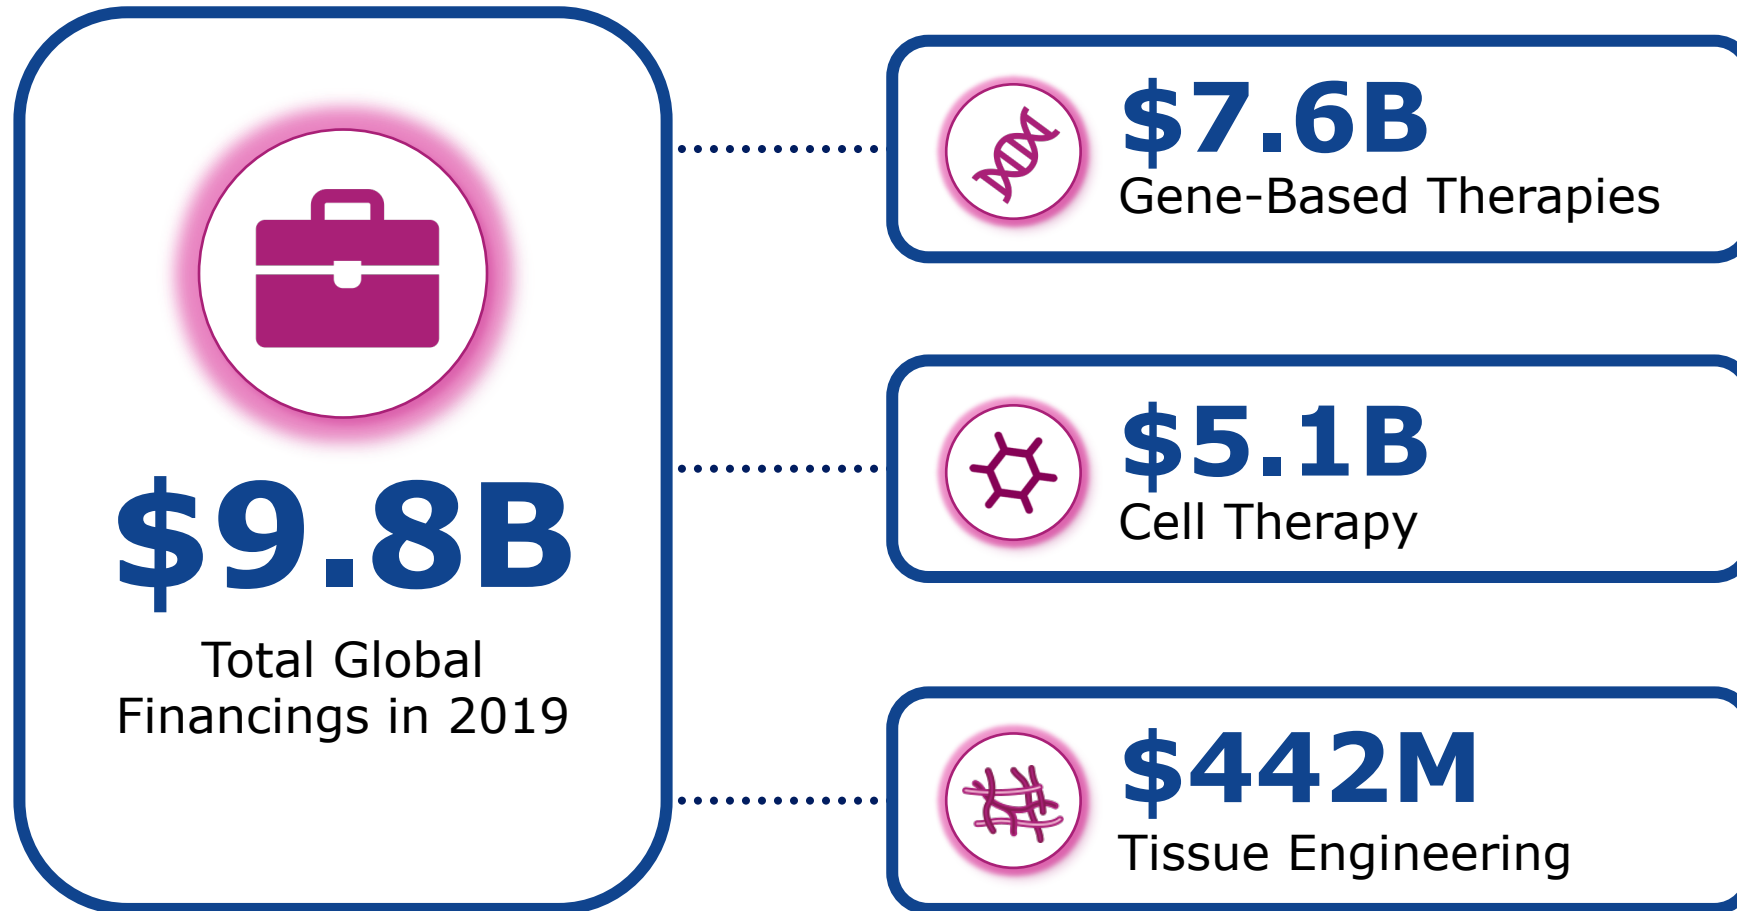 $9.8B
Total Global
Financings in 2019
$7.6B
Gene-Based Therapies
$5.1B
Cell Therapy
$442M
Tissue Engineering